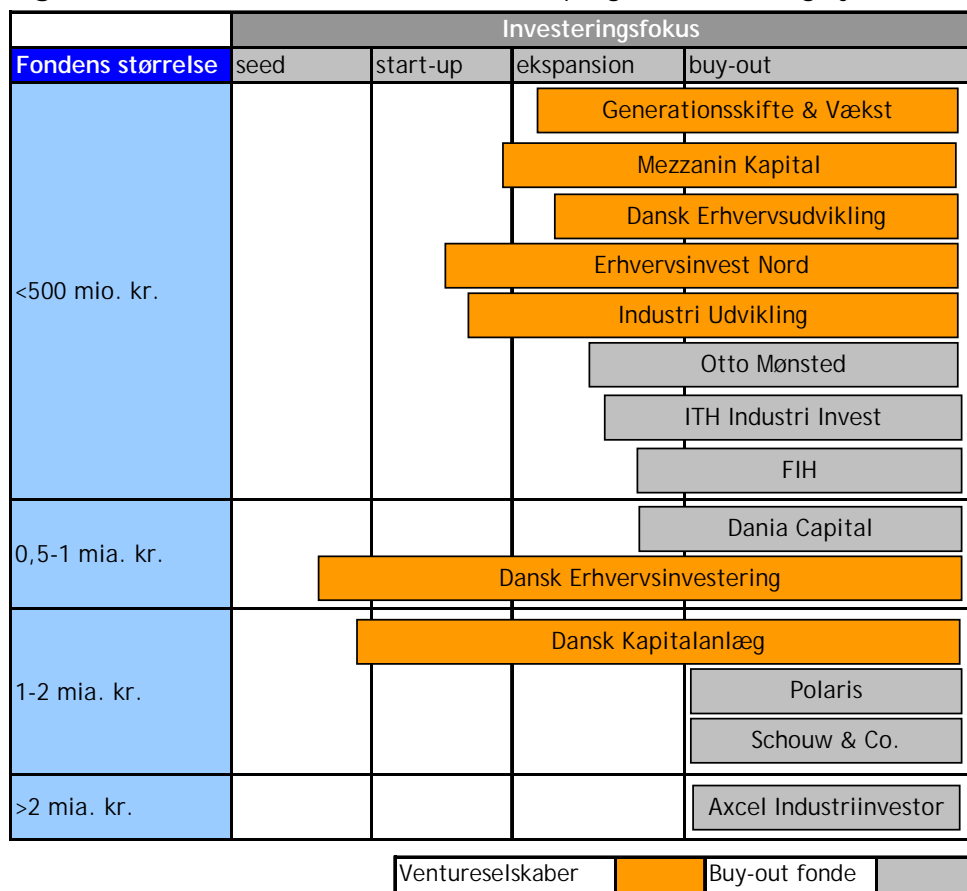 Investeringsfokus
Fondens størrelse seed start-up ekspansion buy-out
<500 mio. kr.
Generationsskifte & Vækst
Mezzanin Kapital
Dansk Erhvervsudvikling
Erhvervsinvest Nord
Industri Udvikling
Otto Mønsted
ITH Industri Invest
FIH
0,5-1 mia. kr.
Dania Capital
Dansk Erhvervsinvestering
1-2 mia. kr.
Dansk Kapitalanlæg
Polaris
Schouw & Co.
>2 mia. kr.
Axcel Industriinvestor
Ventureselskaber Buy-out fonde